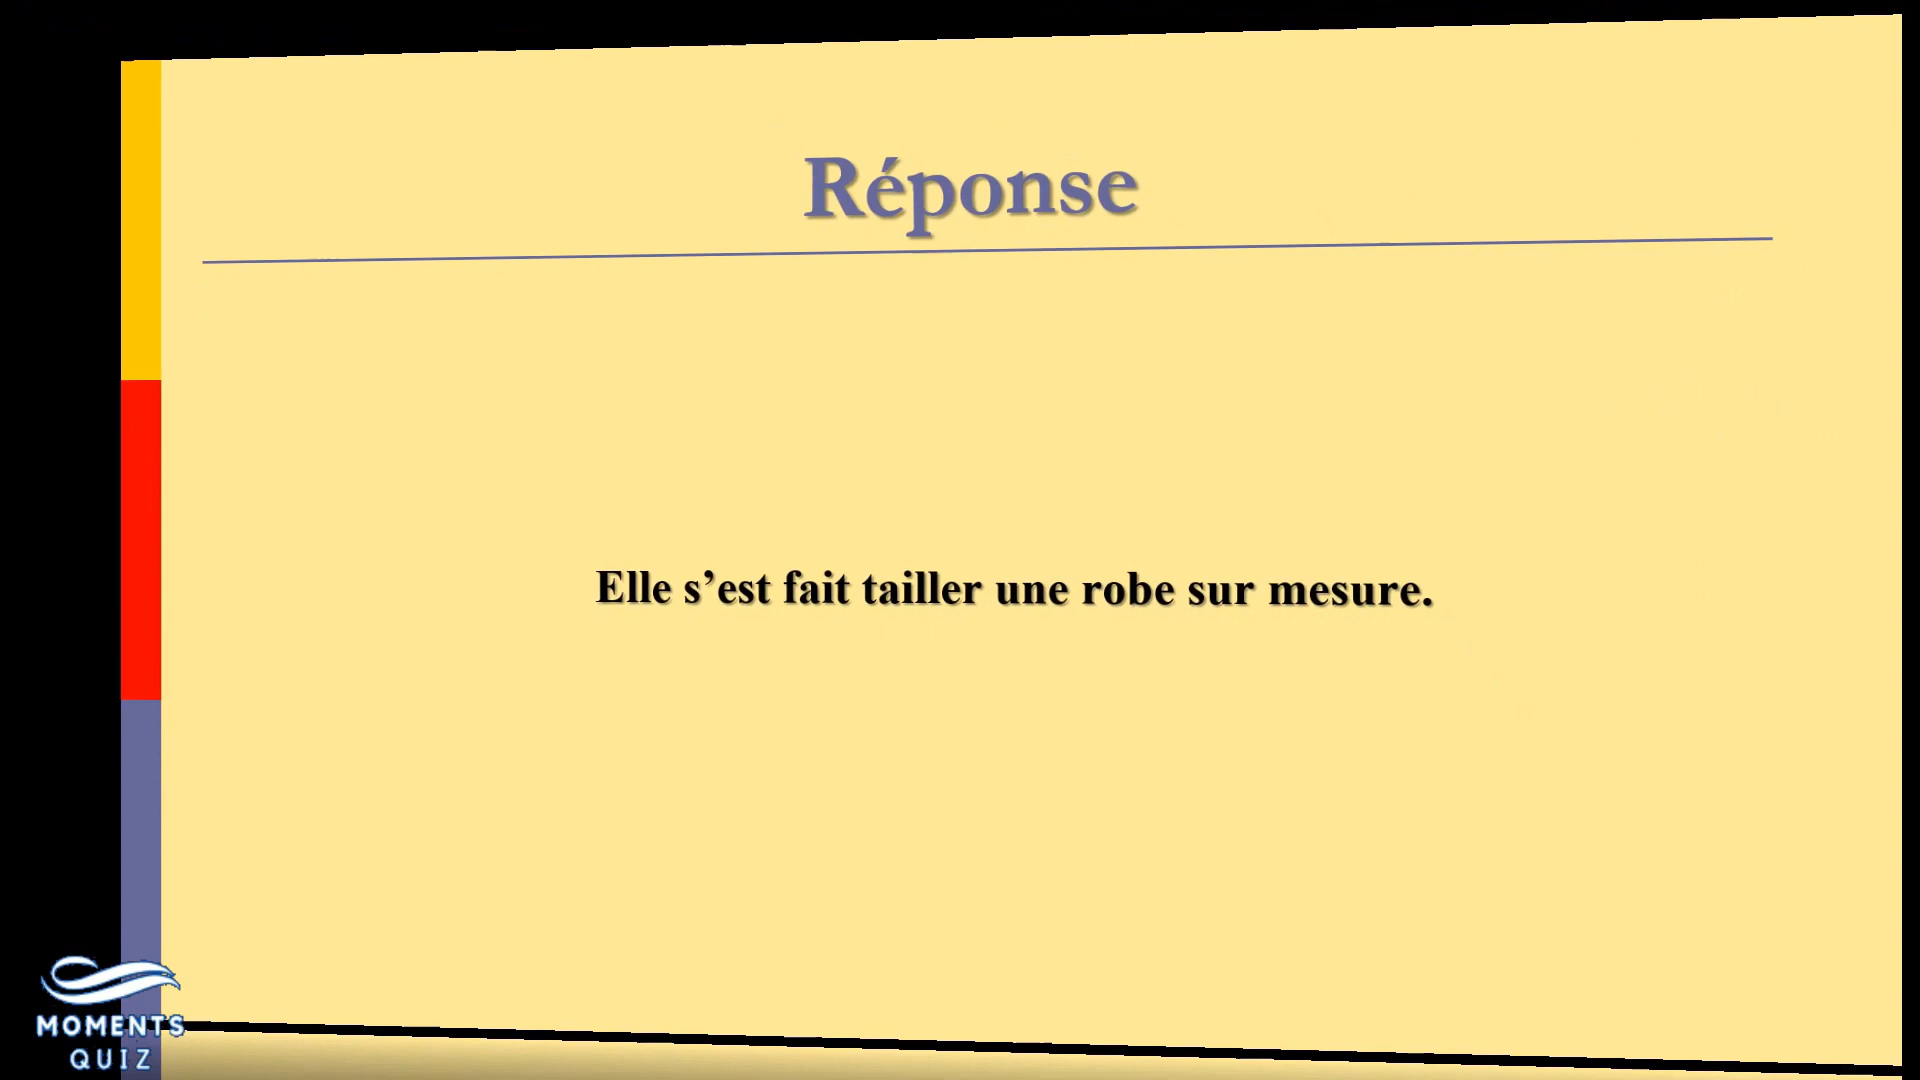 Réponse
Elle s’est fait tailler une robe sur mesure.
MOMENTS
QUIZ